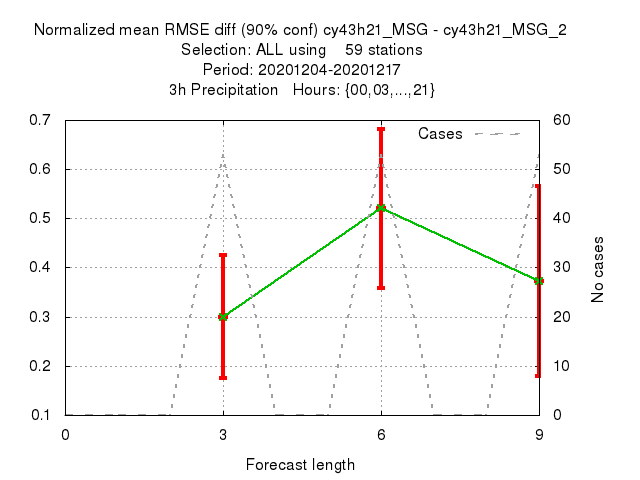 Normalized mean RMSE diff (90% conf) cy43h21_MSG - cy43h21_MSG_2
Selection: ALL using 59 stations
Period: 20201204-20201217
3h Precipitation Hours: {00,03,...,21}
Cases
0.7
0.6
0.5
0.4
0.3
0.2
0.1
60
50
40
30
20
10
0
No cases
0 3 6 9
Forecast length